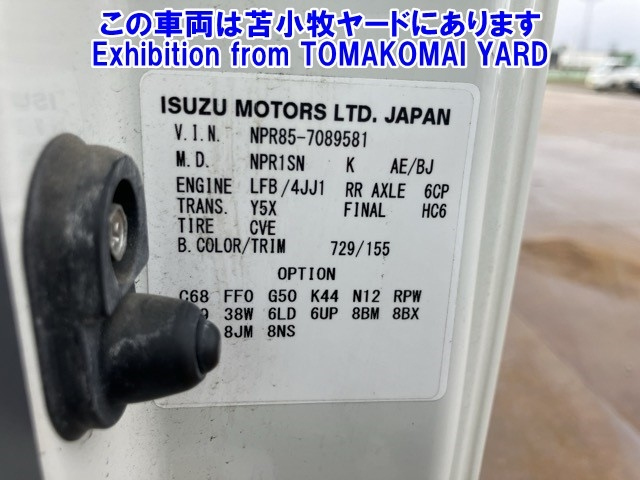 この車両は苫小牧ヤードにあります
Exhibition from TOMAKOMAI YARD
ISUZU MOTORS LTD. JAPAN
V.I.N. NPR85-7089581
M.D. NPR1SN K AE/BJ
ENGINE LFB/4JJ1 RR AXLE 6CP
TRANS. Y5X FINAL HC6
TIRE CVE
B.COLOR/TRIM 729/155
OPTION
C68 FF0 G50 K44 N12 RPW
38W 6LD 6UP 8BM 8BX
8JM 8NS